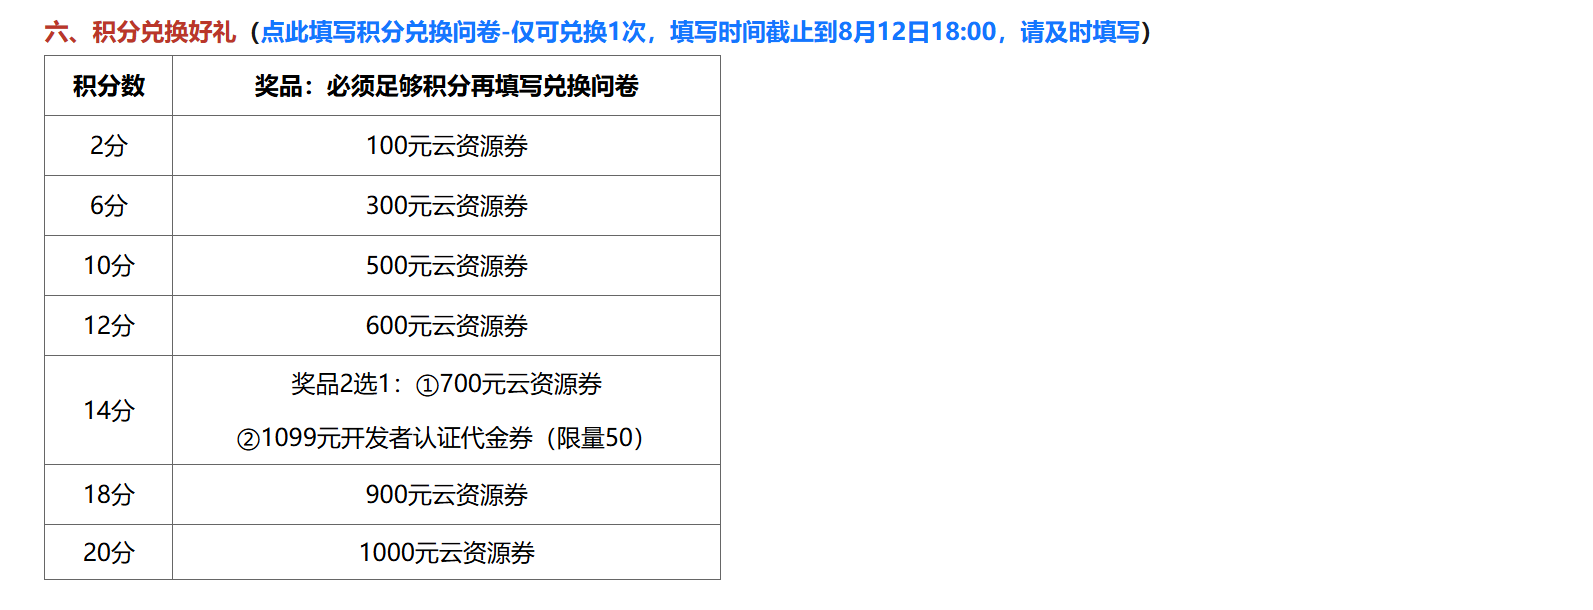 六、积分兑换好礼（点此填写积分兑换问卷-仅可兑换1次，填写时间截止到8月12日18:00，请及时填写）
积分数 奖品：必须足够积分再填写兑换问卷
2分 100元云资源券
6分 300元云资源券
10分 500元云资源券
12分 600元云资源券
14分 奖品2选1：①700元云资源券
②1099元开发者认证代金券（限量50）
18分 900元云资源券
20分 1000元云资源券